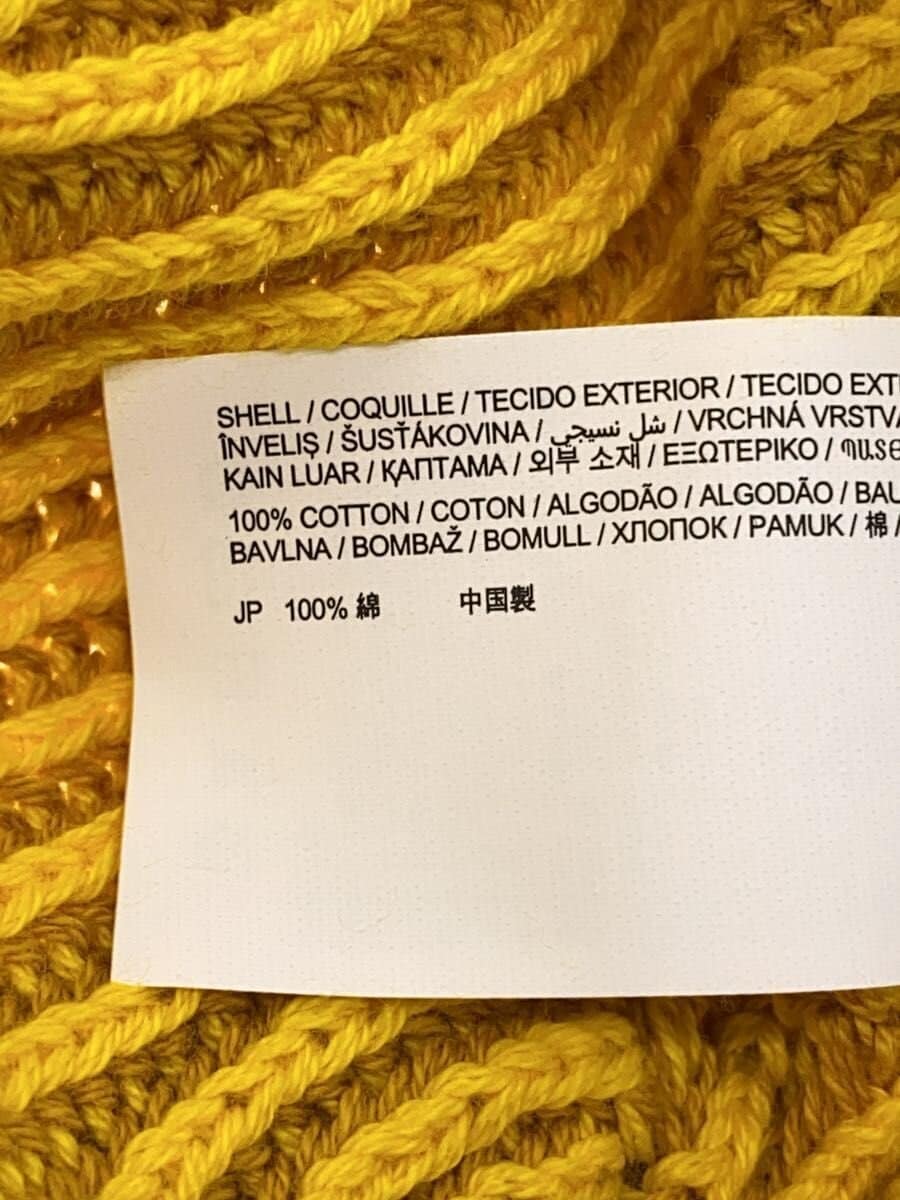 SHELL / COQUILLE / TECIDO EXTERIOR / TECIDO EXT
ÎNVELIŞ / ŠUSŤÁKOVINA / شل نسيجي / VRCHNÁ VRSTVA
KAIN LUAR / ҚАПТАМА / 외부 소재 / ΕΞΩΤΕΡΙΚΟ /
100% COTTON / COTON / ALGODÃO / ALGODÃO / BAU
BAVLNA / BOMBAŽ / BOMULL / ХЛОПОК / PAMUK / 棉 /
JP 100% 綿 中国製